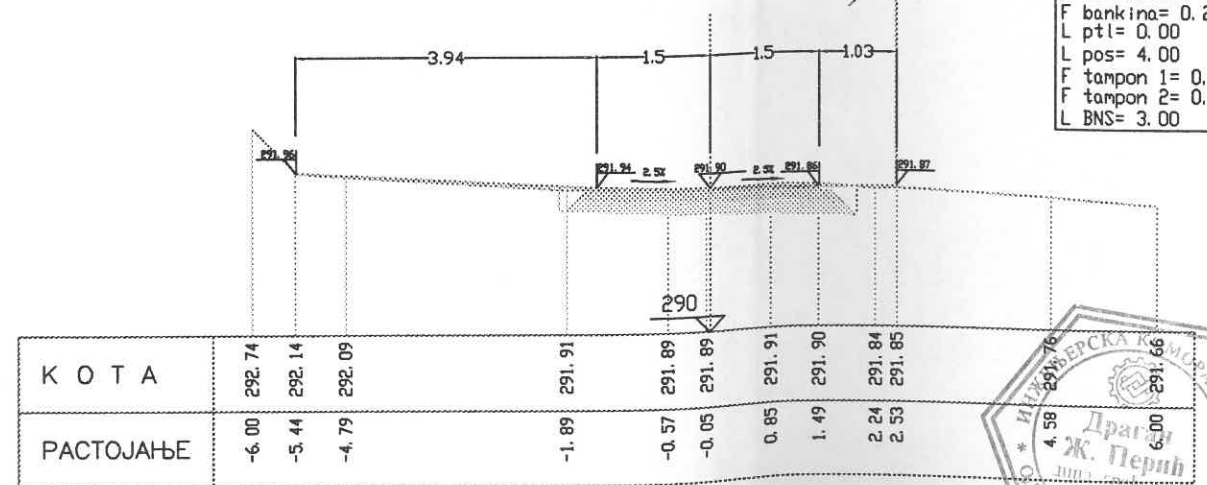 F bankina= 0.2
L ptl= 0.00
L pos= 4.00
F tampon 1= 0.
F tampon 2= 0.
L BNS= 3.00
3.94 1.5 1.5 1.03
291.96 291.94 2.5% 291.90 2.5% 291.86 291.87
290
КОТА 292.74 292.14 292.09 291.91 291.89 291.89 291.91 291.90 291.84 291.85 291.76 291.66
РАСТОЈАЊЕ -6.00 -5.44 -4.79 -1.89 -0.57 -0.05 0.85 1.49 2.24 2.53 4.58 6.00
Драган
Ж. Перић